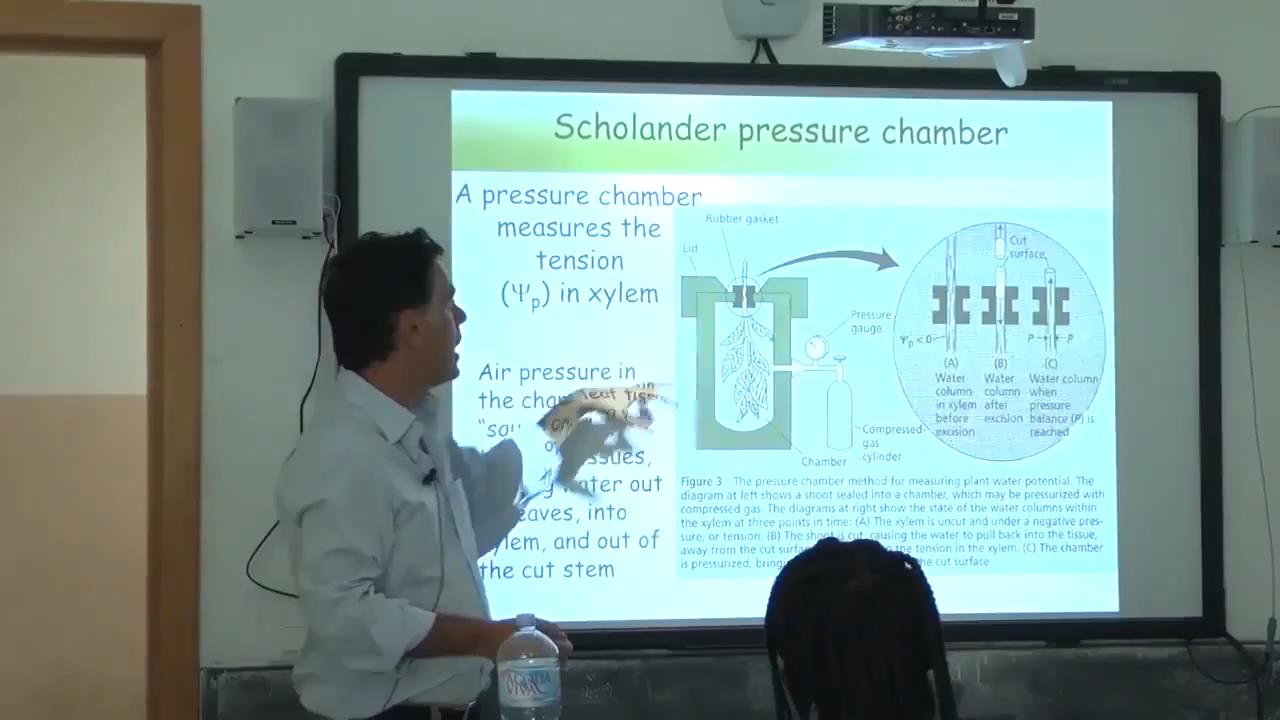 Scholander pressure chamber
A pressure chamber
measures the
tension
(Ψp) in xylem
Air pressure in
the
ssues,
ater out
eaves, into
ylem, and out of
the cut stem
Rubber gasket
Lid
Pressure
gauge
Compressed-
gas
cylinder
Chamber
Cut
surface
Ψp < 0
P P
(A) (B) (C)
Water column in xylem before excision
Water column after excision
Water column when pressure balance (P) is reached
Figure 3 The pressure chamber method for measuring plant water potential. The
diagram at left shows a shoot sealed into a chamber, which may be pressurized with
compressed gas. The diagrams at right show the state of the water columns within
the xylem at three points in time: (A) The xylem is uncut and under a negative pres-
sure, or tension. (B) The shoot is cut, causing the water to pull back into the tissue,
away from the cut the tension in the xylem. (C) The chamber
is pressurized, the cut surface